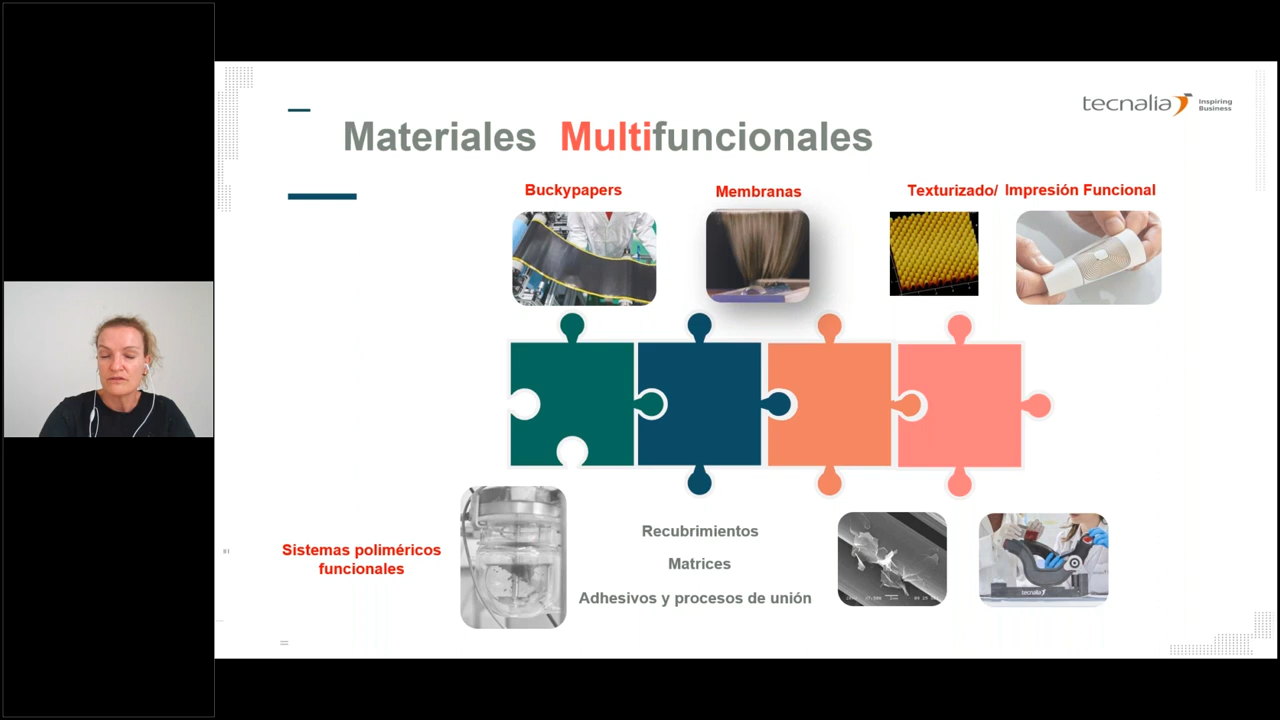 tecnalia Inspiring Business
Materiales Multifuncionales
Buckypapers
Membranas
Texturizado/ Impresión Funcional
Sistemas poliméricos
funcionales
Recubrimientos
Matrices
Adhesivos y procesos de unión
tecnalia